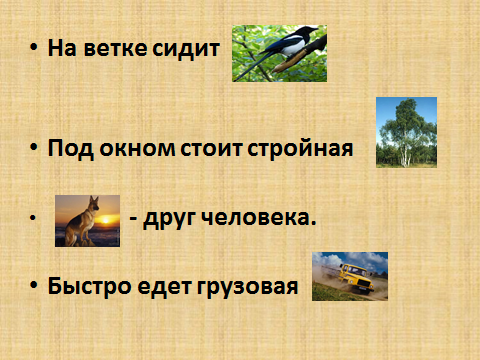 • На ветке сидит
• Под окном стоит стройная
• - друг человека.
• Быстро едет грузовая